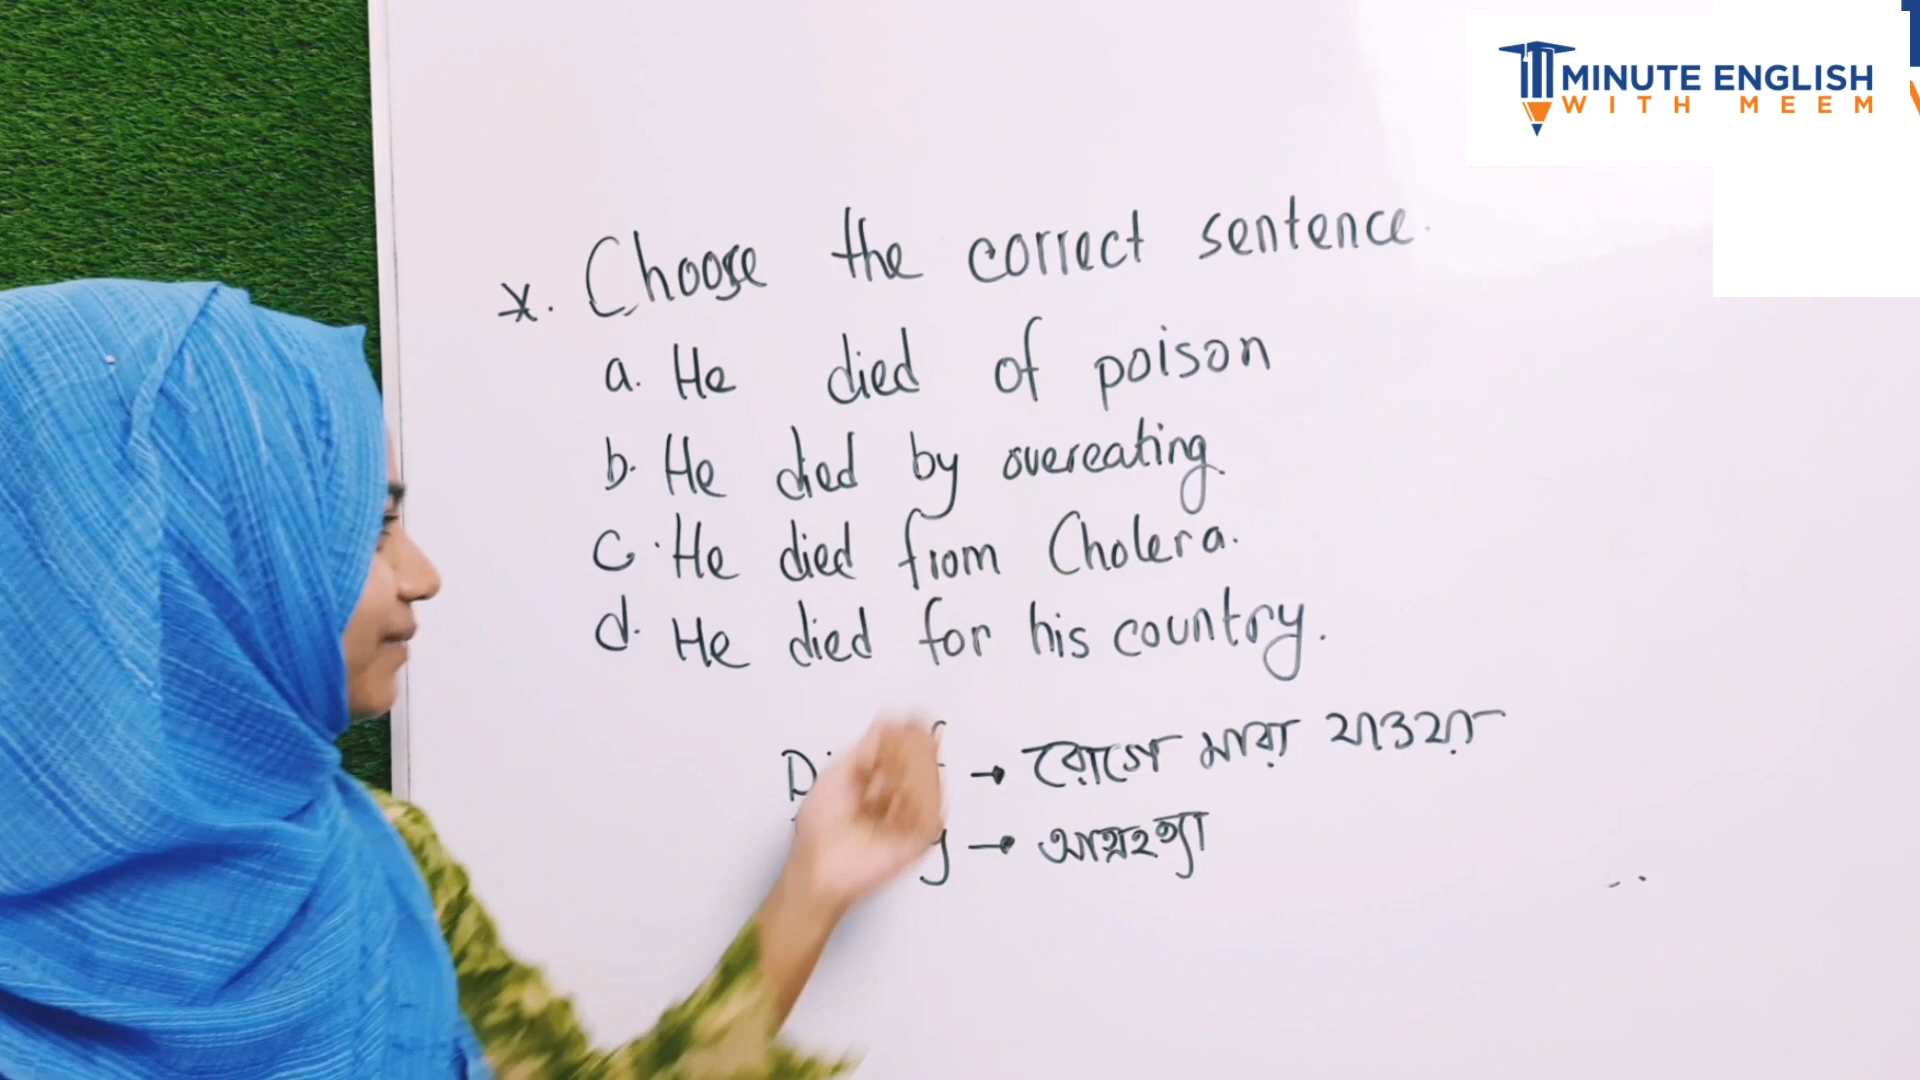 MINUTE ENGLISH
WITH MEEM
*. Choose the correct sentence.
a. He died of poison
b. He died by overeating.
c. He died from Cholera.
d. He died for his country.
→ রোগে মারা যাওয়া
→ আত্মহত্যা